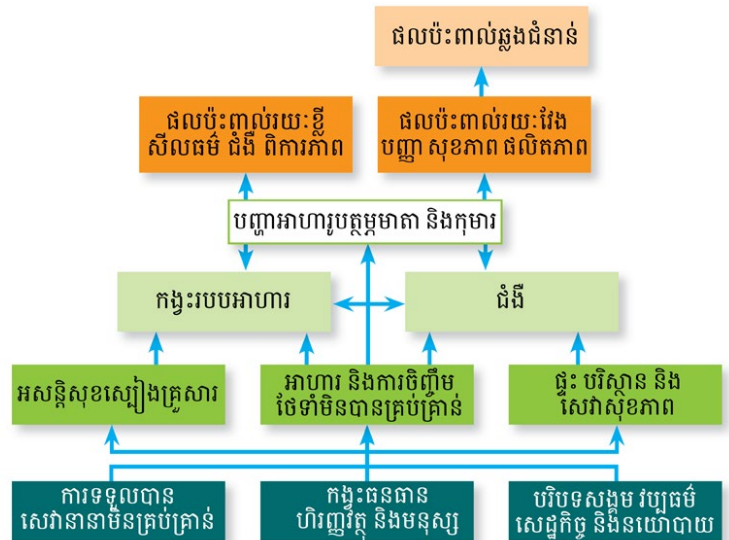 ផលប៉ះពាល់ឆ្លងជំនាន់
ផលប៉ះពាល់រយៈខ្លី
សីលធម៌ ជំងឺ ពិការភាព
ផលប៉ះពាល់រយៈវែង
បញ្ញា សុខភាព ផលិតភាព
បញ្ហាអាហារូបត្ថម្ភមាតា និងកុមារ
កង្វះរបបអាហារ
ជំងឺ
អសន្តិសុខស្បៀងគ្រួសារ
អាហារ និងការចិញ្ចឹម
ថែទាំមិនបានគ្រប់គ្រាន់
ផ្ទះ បរិស្ថាន និង
សេវាសុខភាព
ការទទួលបាន
សេវានានាមិនគ្រប់គ្រាន់
កង្វះធនធាន
ហិរញ្ញវត្ថុ និងមនុស្ស
បរិបទសង្គម វប្បធម៌
សេដ្ឋកិច្ច និងនយោបាយ